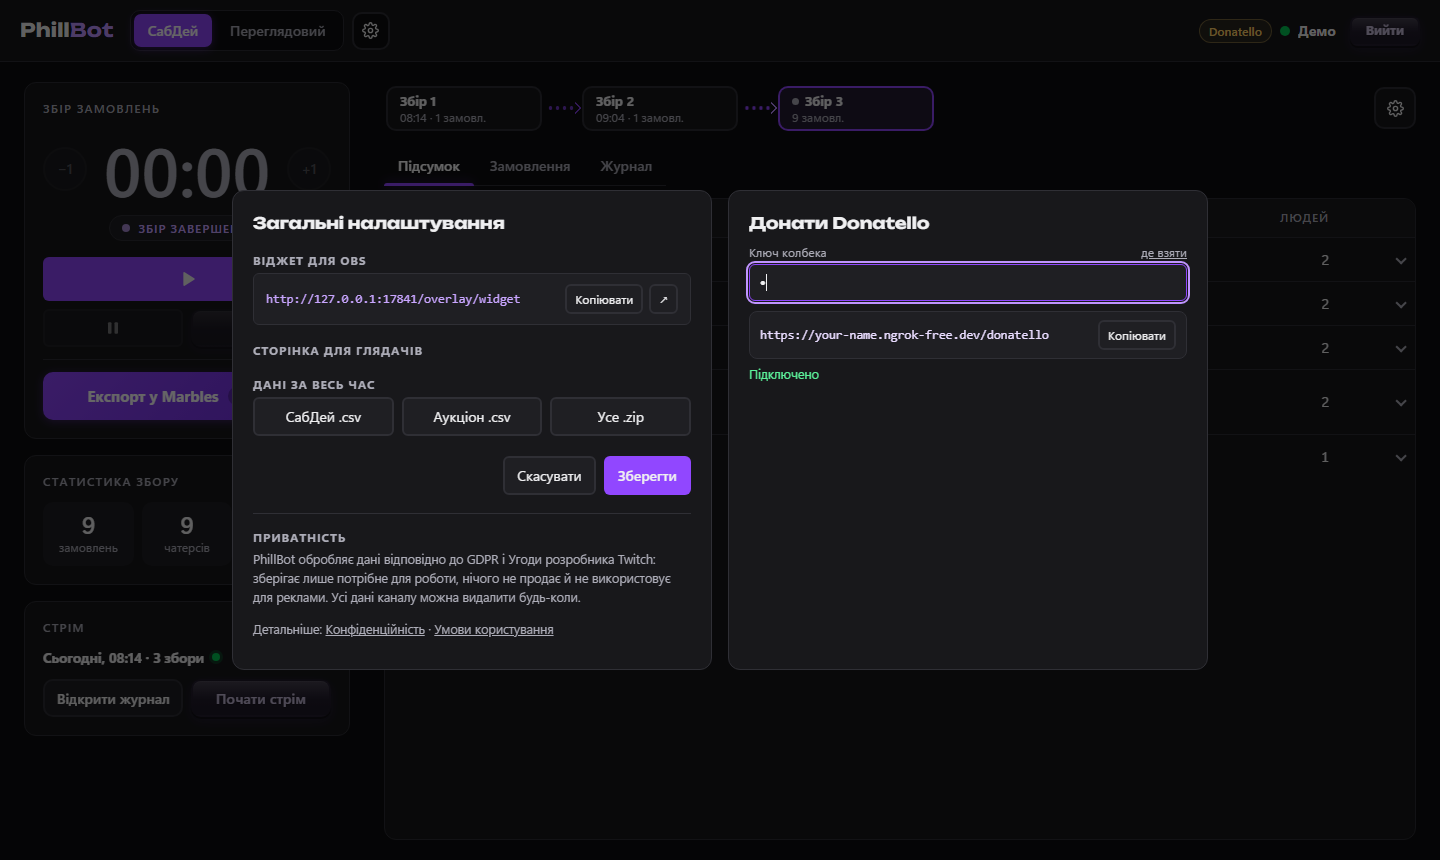 PhillBot
СабДей
Переглядовий
Donatello
Демо
Вийти
ЗБІР ЗАМОВЛЕНЬ
−1
00:00
+1
ЗБІР ЗАВЕРШЕ
Експорт у Marbles
СТАТИСТИКА ЗБОРУ
9
замовлень
9
чатерсів
СТРІМ
Сьогодні, 08:14 · 3 збори
Відкрити журнал
Почати стрім
Збір 1
08:14 · 1 замовл.
Збір 2
09:04 · 1 замовл.
Збір 3
9 замовл.
Підсумок
Замовлення
Журнал
ЛЮДЕЙ
2
2
2
2
1
Загальні налаштування
ВІДЖЕТ ДЛЯ OBS
http://127.0.0.1:17841/overlay/widget
Копіювати
↗
СТОРІНКА ДЛЯ ГЛЯДАЧІВ
ДАНІ ЗА ВЕСЬ ЧАС
СабДей .csv
Аукціон .csv
Усе .zip
Скасувати
Зберегти
ПРИВАТНІСТЬ
PhillBot обробляє дані відповідно до GDPR і Угоди розробника Twitch:
зберігає лише потрібне для роботи, нічого не продає й не використовує
для реклами. Усі дані каналу можна видалити будь-коли.
Детальніше: Конфіденційність · Умови користування
Донати Donatello
Ключ колбека
де взяти
•
https://your-name.ngrok-free.dev/donatello
Копіювати
Підключено